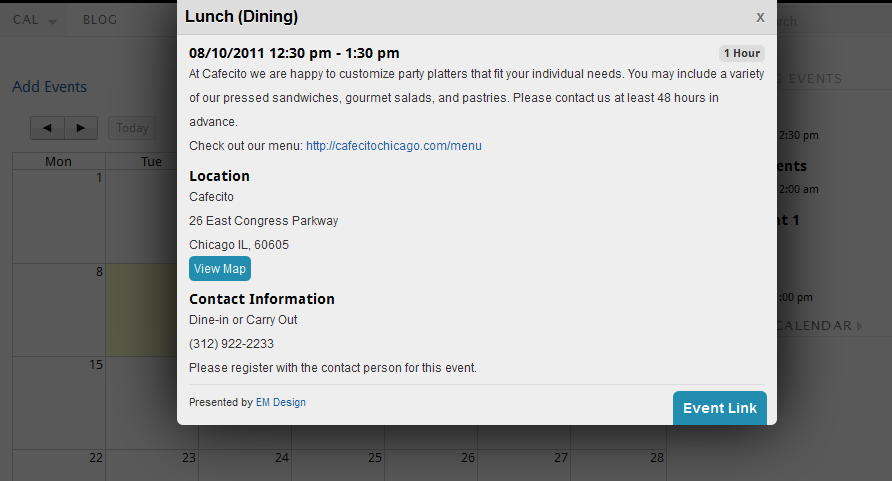 CAL
BLOG
rch
Add Events
Today
Mon
Tue
1
8
15
22
23
24
25
26
27
28
G EVENTS
2:30 pm
ents
2:00 am
nt 1
:00 pm
CALENDAR
Lunch (Dining)
x
08/10/2011 12:30 pm - 1:30 pm
1 Hour
At Cafecito we are happy to customize party platters that fit your individual needs. You may include a variety
of our pressed sandwiches, gourmet salads, and pastries. Please contact us at least 48 hours in
advance.
Check out our menu: http://cafecitochicago.com/menu
Location
Cafecito
26 East Congress Parkway
Chicago IL, 60605
View Map
Contact Information
Dine-in or Carry Out
(312) 922-2233
Please register with the contact person for this event.
Presented by EM Design
Event Link